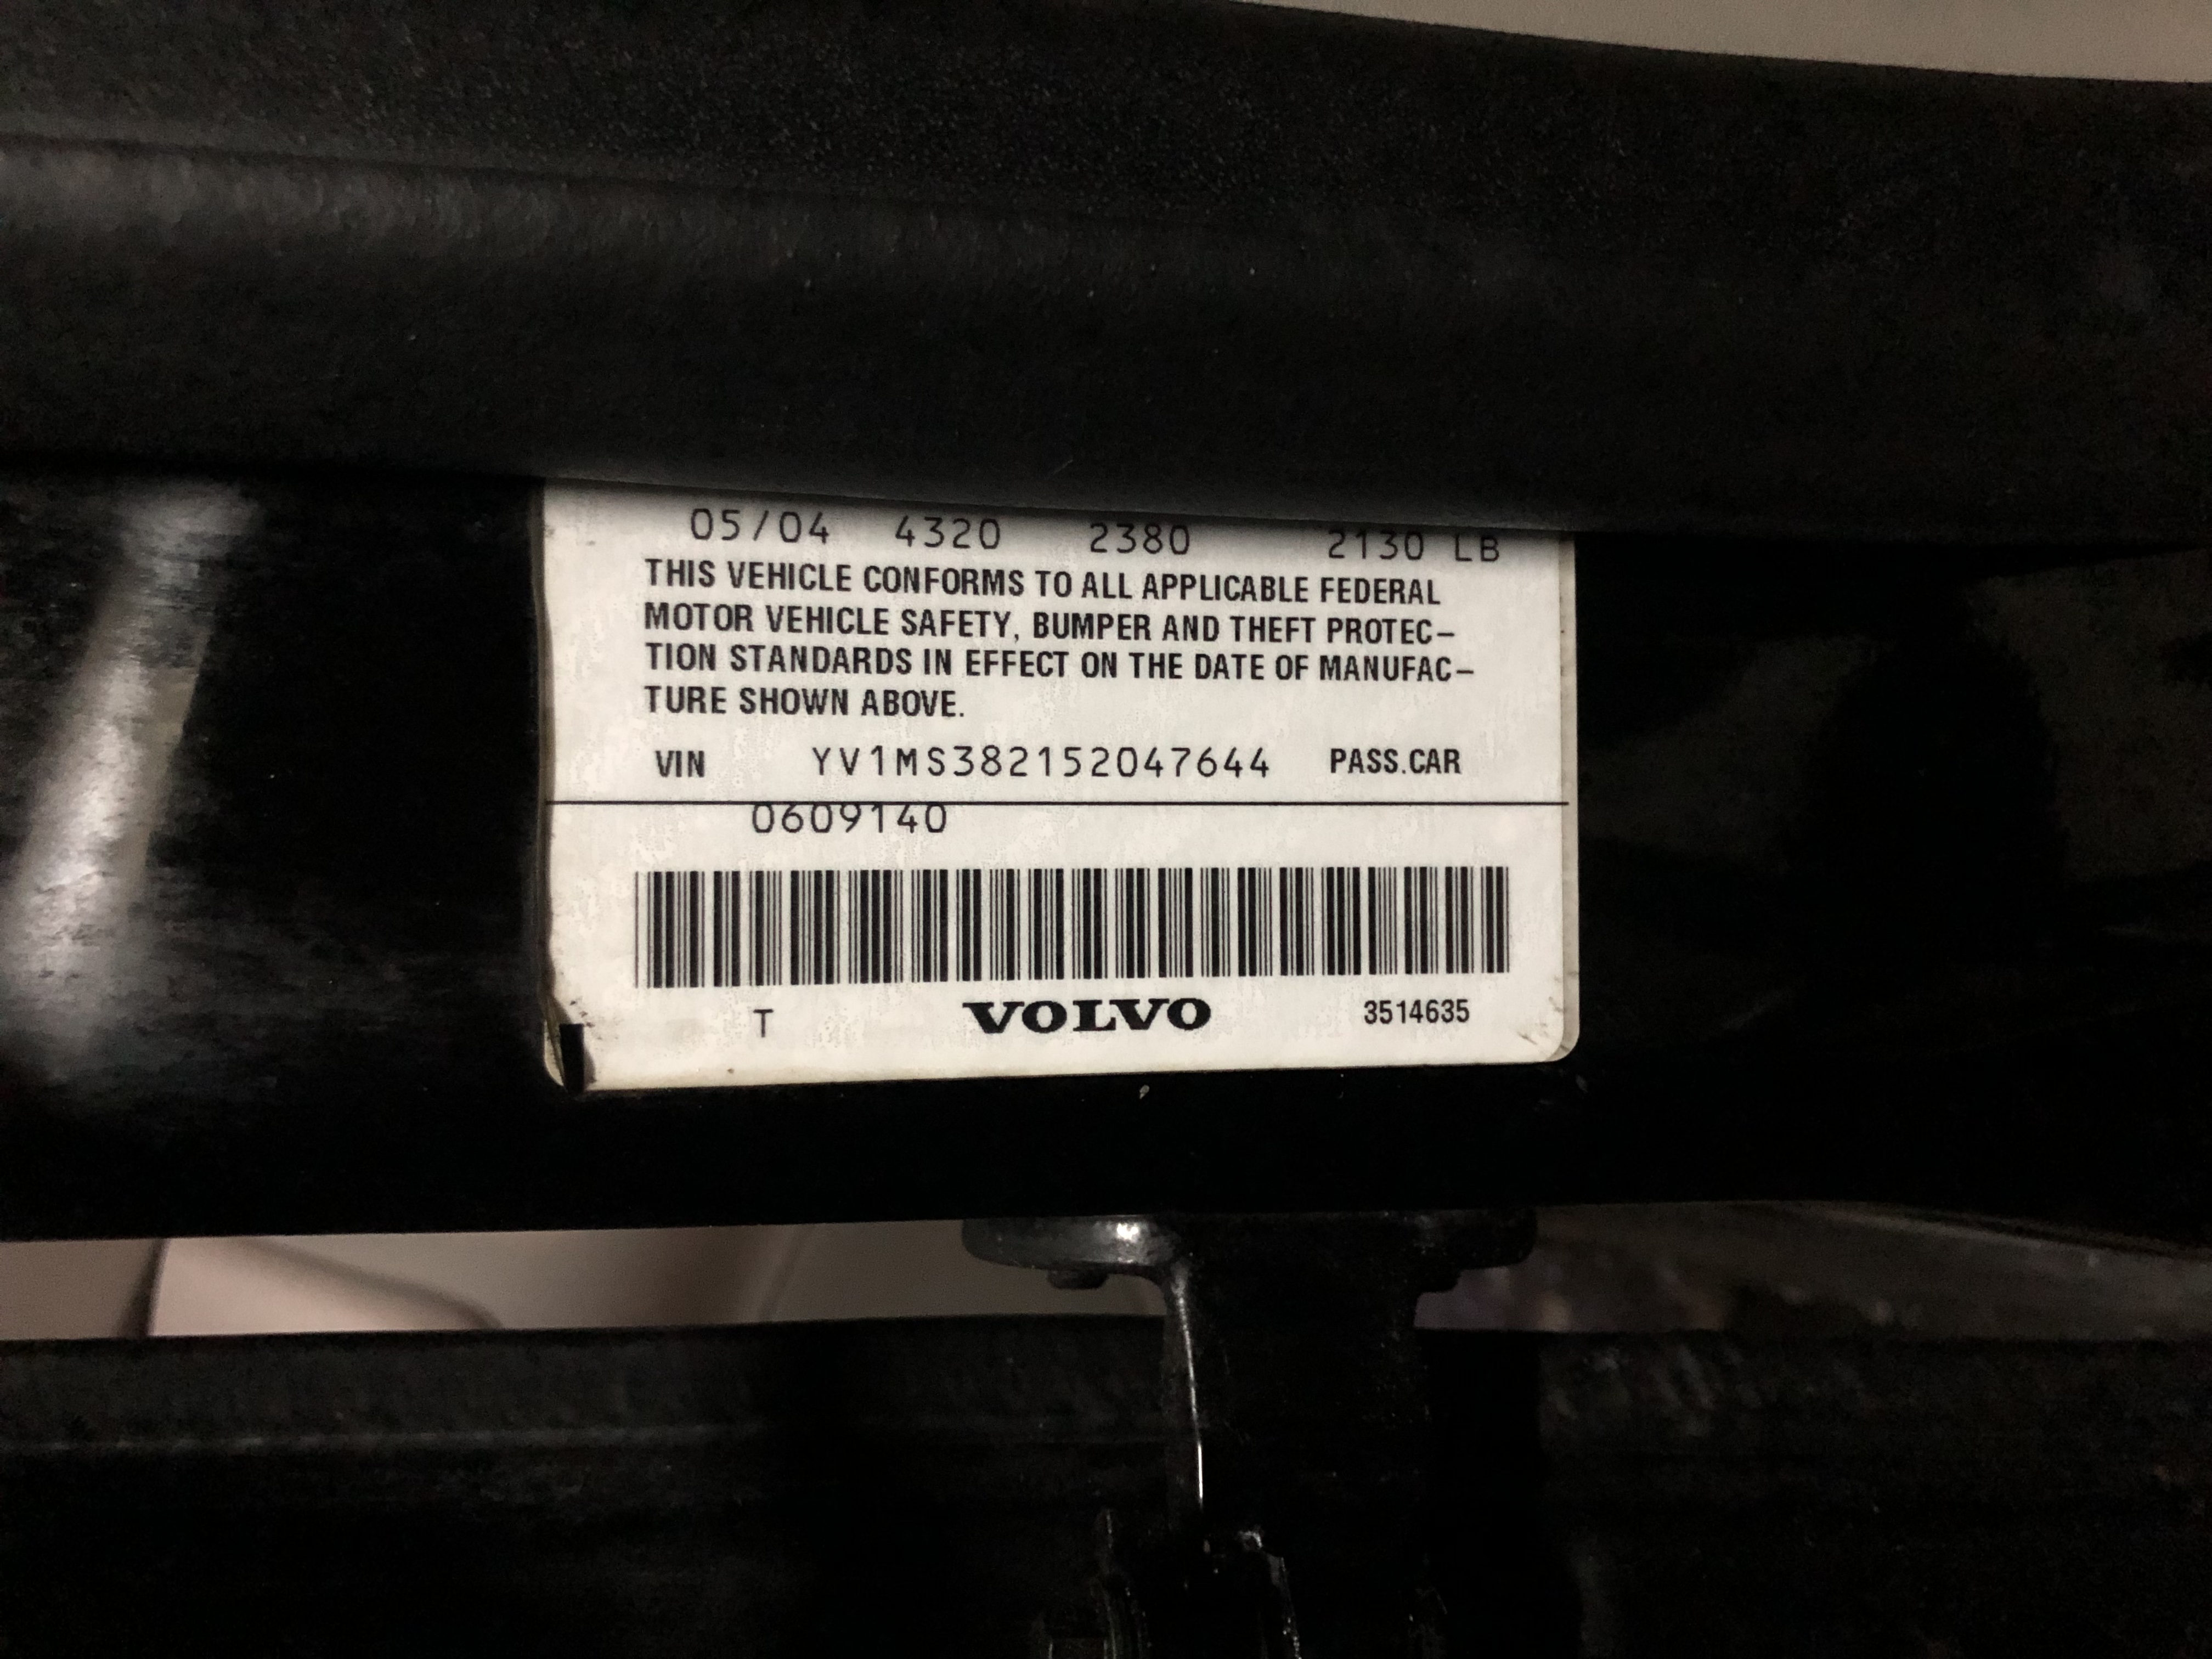 05/04 4320 2380 2130 LB
THIS VEHICLE CONFORMS TO ALL APPLICABLE FEDERAL
MOTOR VEHICLE SAFETY, BUMPER AND THEFT PROTEC-
TION STANDARDS IN EFFECT ON THE DATE OF MANUFAC-
TURE SHOWN ABOVE.
VIN YV1MS382152047644 PASS.CAR
0609140
T VOLVO 3514635